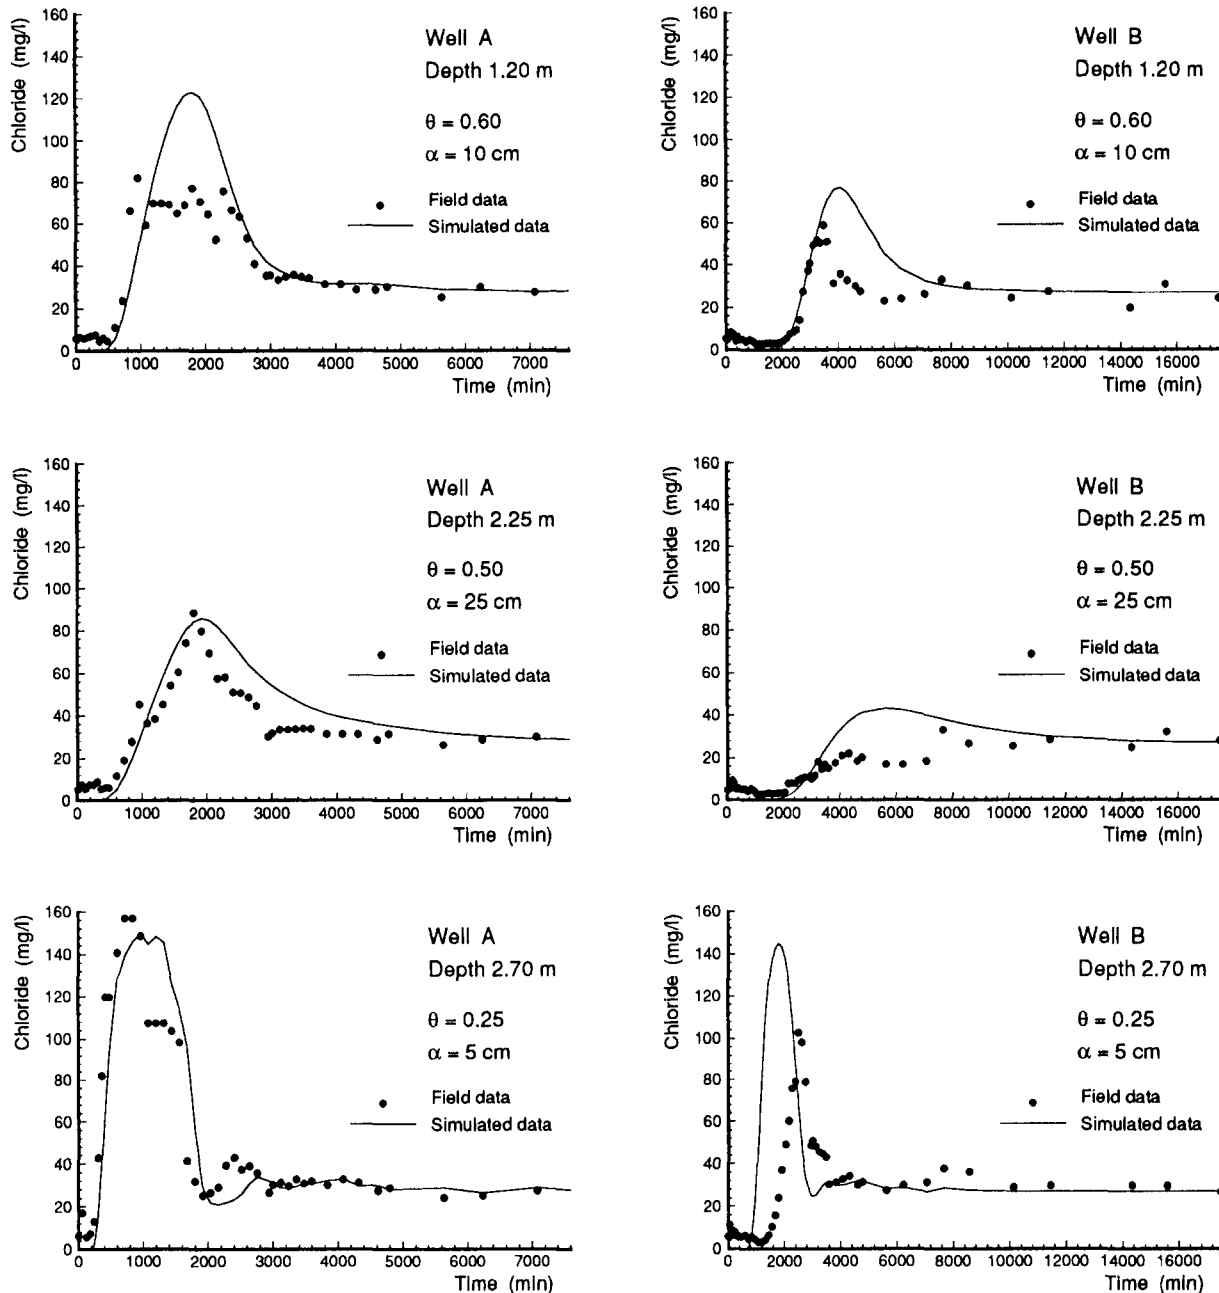 Chloride (mg/l)
160
140
120
100
80
60
40
20
0
0 1000 2000 3000 4000 5000 6000 7000
Time (min)
Well A
Depth 1.20 m
θ = 0.60
α = 10 cm
Field data
Simulated data
Chloride (mg/l)
160
140
120
100
80
60
40
20
0
0 2000 4000 6000 8000 10000 12000 14000 16000
Time (min)
Well B
Depth 1.20 m
θ = 0.60
α = 10 cm
Field data
Simulated data
Chloride (mg/l)
160
140
120
100
80
60
40
20
0
0 1000 2000 3000 4000 5000 6000 7000
Time (min)
Well A
Depth 2.25 m
θ = 0.50
α = 25 cm
Field data
Simulated data
Chloride (mg/l)
160
140
120
100
80
60
40
20
0
0 2000 4000 6000 8000 10000 12000 14000 16000
Time (min)
Well B
Depth 2.25 m
θ = 0.50
α = 25 cm
Field data
Simulated data
Chloride (mg/l)
160
140
120
100
80
60
40
20
0
0 1000 2000 3000 4000 5000 6000 7000
Time (min)
Well A
Depth 2.70 m
θ = 0.25
α = 5 cm
Field data
Simulated data
Chloride (mg/l)
160
140
120
100
80
60
40
20
0
0 2000 4000 6000 8000 10000 12000 14000 16000
Time (min)
Well B
Depth 2.70 m
θ = 0.25
α = 5 cm
Field data
Simulated data